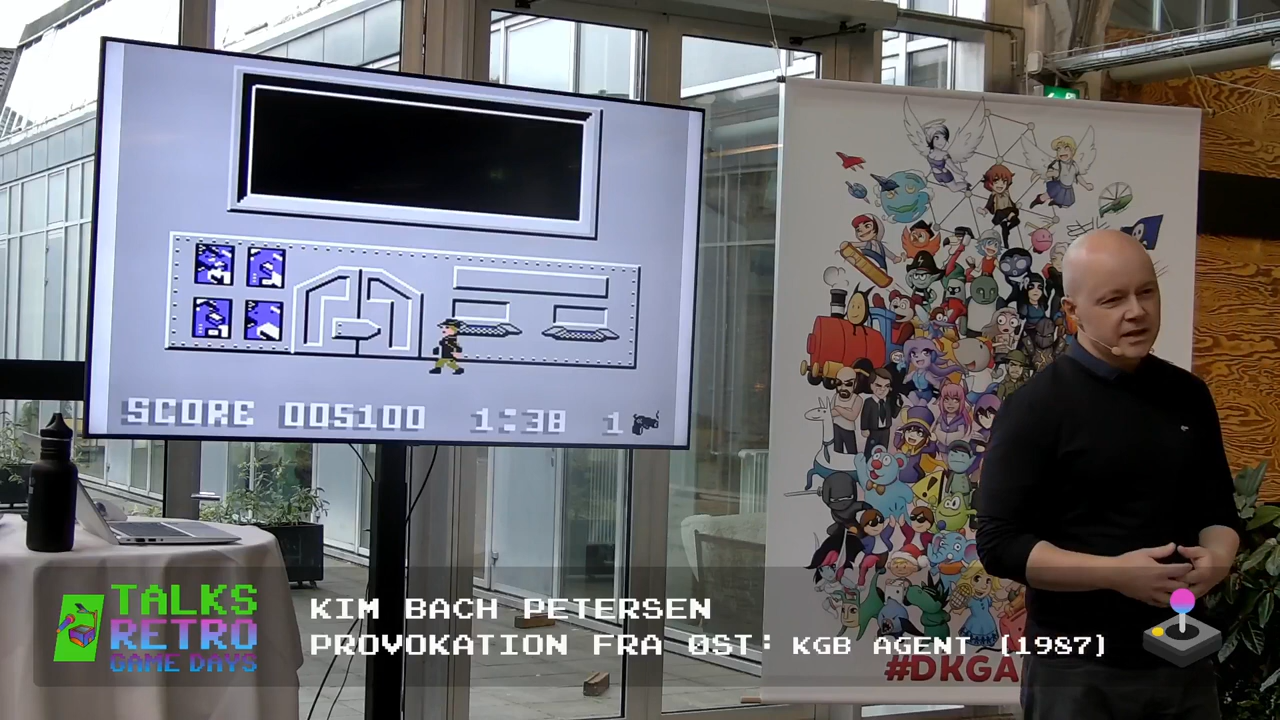 SCORE 005100 1:38 1
TALKS
RETRO
GAME DAYS
KIM BACH PETERSEN
PROVOKATION FRA ØST: KGB AGENT (1987)
#DKGA